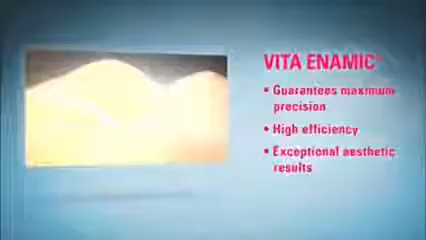 VITA ENAMIC®
• Guarantees maximum
precision
• High efficiency
• Exceptional aesthetic
results